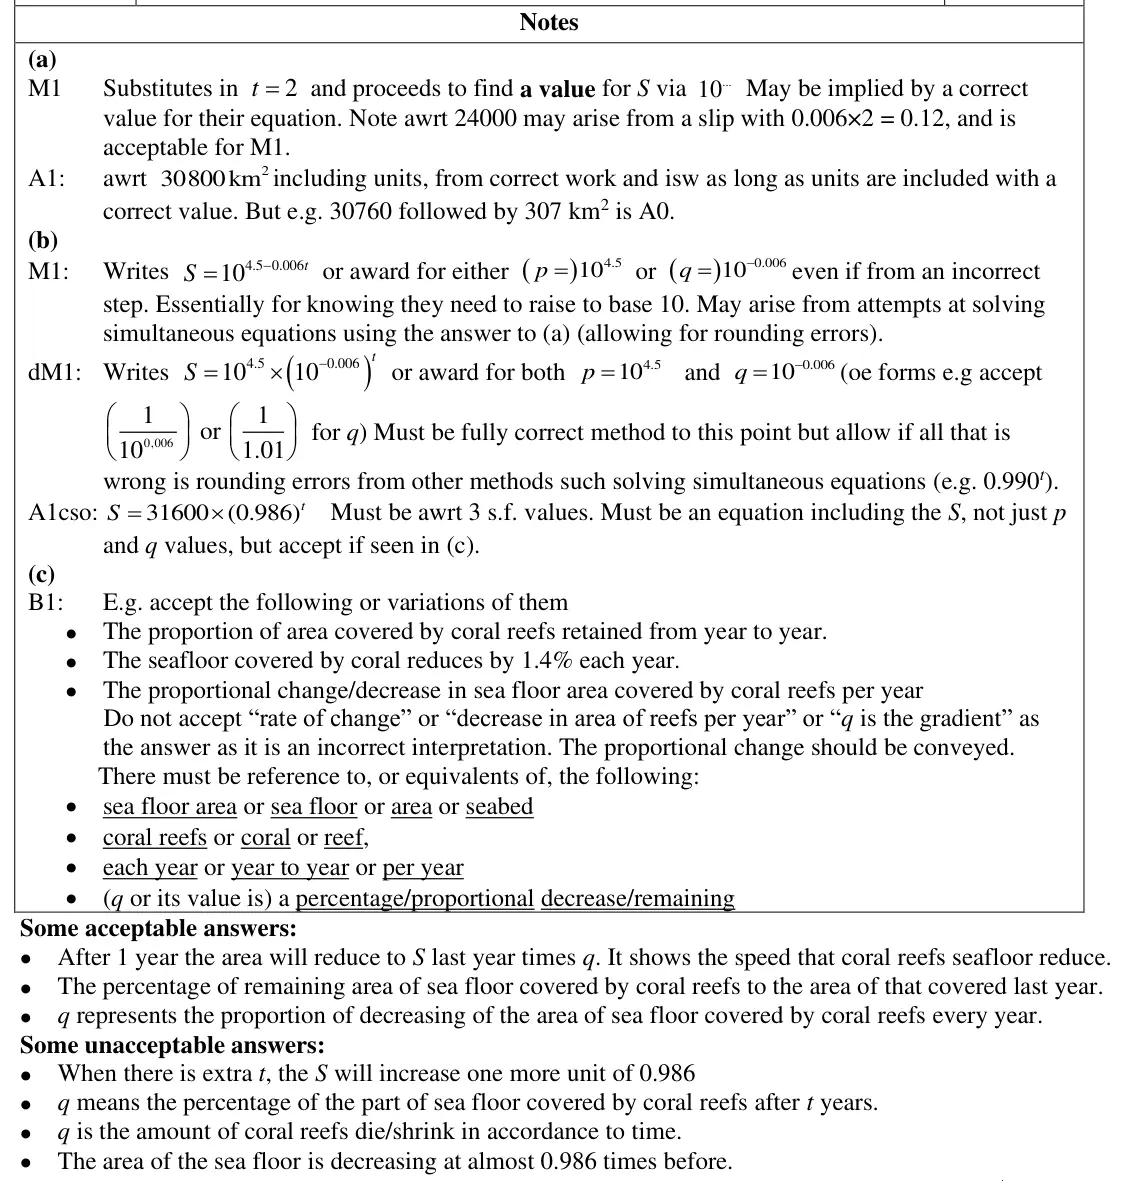 Notes
(a)
M1 Substitutes in t = 2 and proceeds to find a value for S via 10^{...} May be implied by a correct
value for their equation. Note awrt 24000 may arise from a slip with 0.006×2 = 0.12, and is
acceptable for M1.
A1: awrt 30800 km² including units, from correct work and isw as long as units are included with a
correct value. But e.g. 30760 followed by 307 km² is A0.
(b)
M1: Writes S = 10^{4.5−0.006t} or award for either (p =)10^{4.5} or (q =)10^{−0.006} even if from an incorrect
step. Essentially for knowing they need to raise to base 10. May arise from attempts at solving
simultaneous equations using the answer to (a) (allowing for rounding errors).
dM1: Writes S = 10^{4.5} × (10^{−0.006})^t or award for both p = 10^{4.5} and q = 10^{−0.006} (oe forms e.g accept
(1/10^{0.006}) or (1/1.01) for q) Must be fully correct method to this point but allow if all that is
wrong is rounding errors from other methods such solving simultaneous equations (e.g. 0.990^t).
A1cso: S = 31600 × (0.986)^t Must be awrt 3 s.f. values. Must be an equation including the S, not just p
and q values, but accept if seen in (c).
(c)
B1: E.g. accept the following or variations of them
• The proportion of area covered by coral reefs retained from year to year.
• The seafloor covered by coral reduces by 1.4% each year.
• The proportional change/decrease in sea floor area covered by coral reefs per year
Do not accept “rate of change” or “decrease in area of reefs per year” or “q is the gradient” as
the answer as it is an incorrect interpretation. The proportional change should be conveyed.
There must be reference to, or equivalents of, the following:
• sea floor area or sea floor or area or seabed
• coral reefs or coral or reef,
• each year or year to year or per year
• (q or its value is) a percentage/proportional decrease/remaining
Some acceptable answers:
• After 1 year the area will reduce to S last year times q. It shows the speed that coral reefs seafloor reduce.
• The percentage of remaining area of sea floor covered by coral reefs to the area of that covered last year.
• q represents the proportion of decreasing of the area of sea floor covered by coral reefs every year.
Some unacceptable answers:
• When there is extra t, the S will increase one more unit of 0.986
• q means the percentage of the part of sea floor covered by coral reefs after t years.
• q is the amount of coral reefs die/shrink in accordance to time.
• The area of the sea floor is decreasing at almost 0.986 times before.